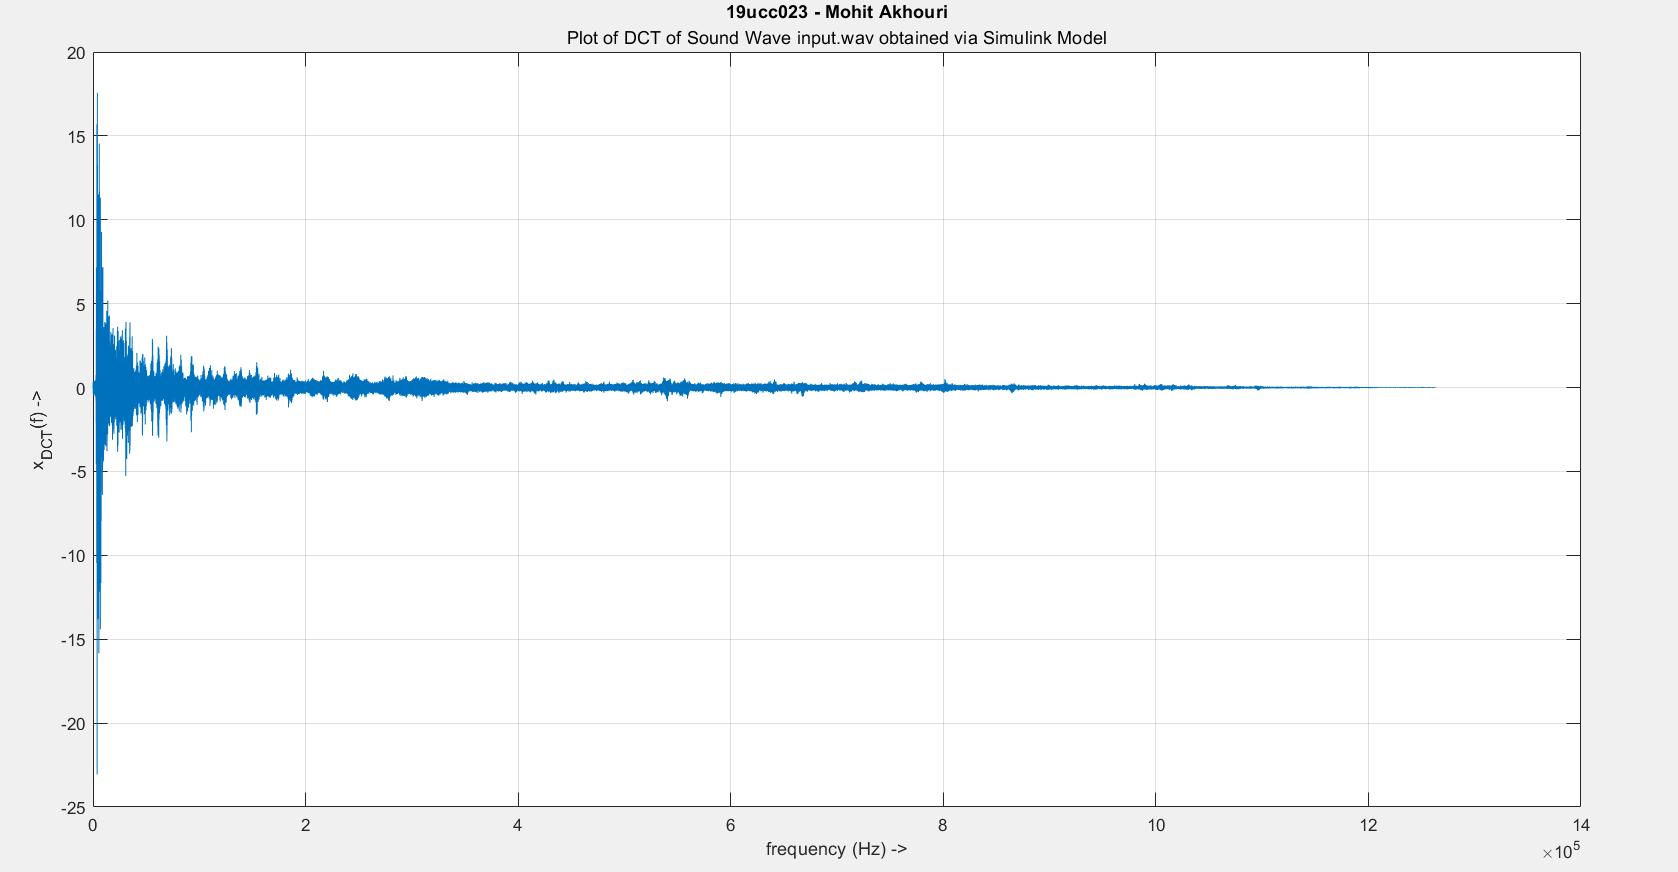 19ucc023 - Mohit Akhouri
Plot of DCT of Sound Wave input.wav obtained via Simulink Model
20
15
10
5
0
-5
-10
-15
-20
-25
x_DCT(f) ->
0 2 4 6 8 10 12 14
×10^5
frequency (Hz) ->